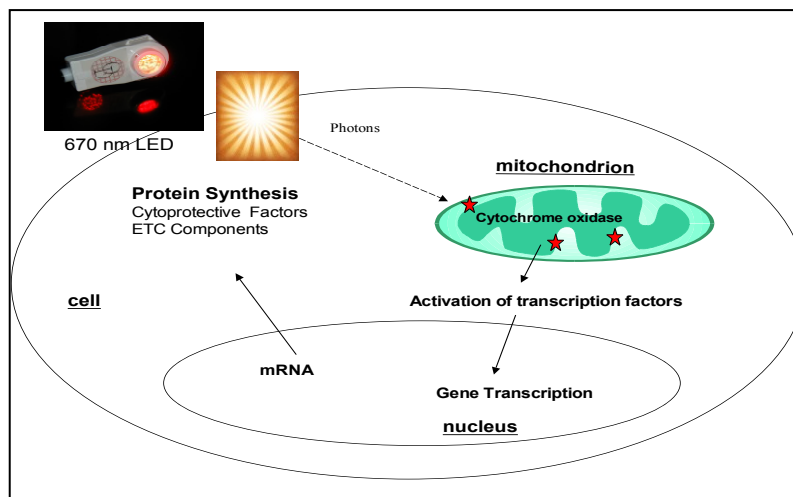 670 nm LED
Photons
mitochondrion
Protein Synthesis
Cytoprotective Factors
ETC Components
Cytochrome oxidase
cell
Activation of transcription factors
mRNA
Gene Transcription
nucleus